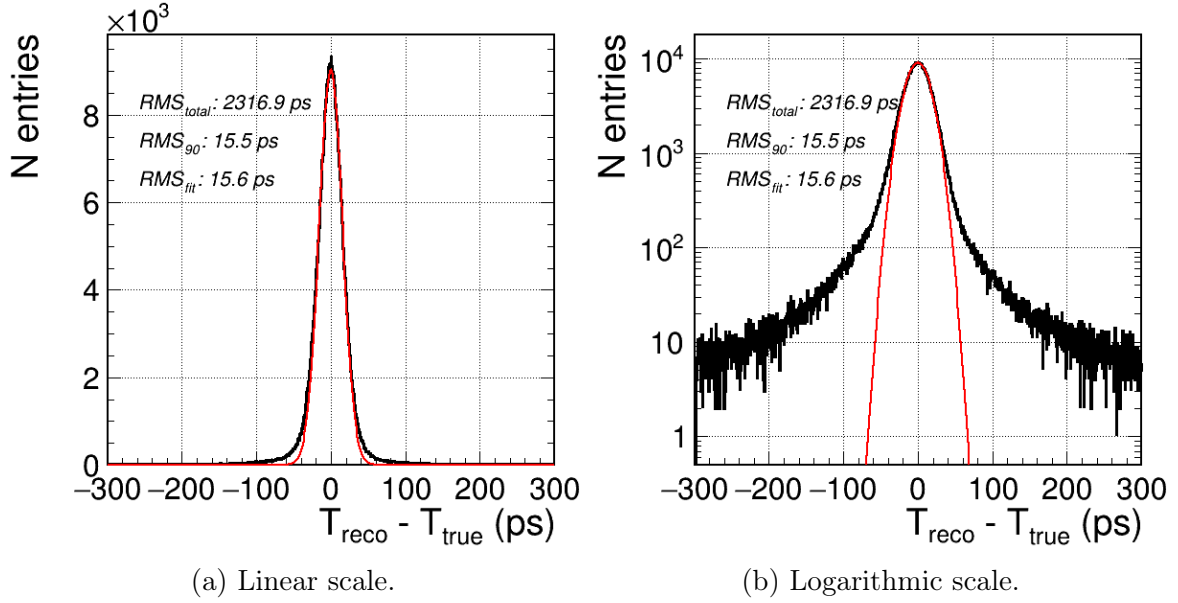 ×10³
N entries
8
6
4
2
0
RMS_total: 2316.9 ps
RMS_90: 15.5 ps
RMS_fit: 15.6 ps
−300 −200 −100 0 100 200 300
T_reco - T_true (ps)
(a) Linear scale.
N entries
10⁴
10³
10²
10
1
RMS_total: 2316.9 ps
RMS_90: 15.5 ps
RMS_fit: 15.6 ps
−300 −200 −100 0 100 200 300
T_reco - T_true (ps)
(b) Logarithmic scale.